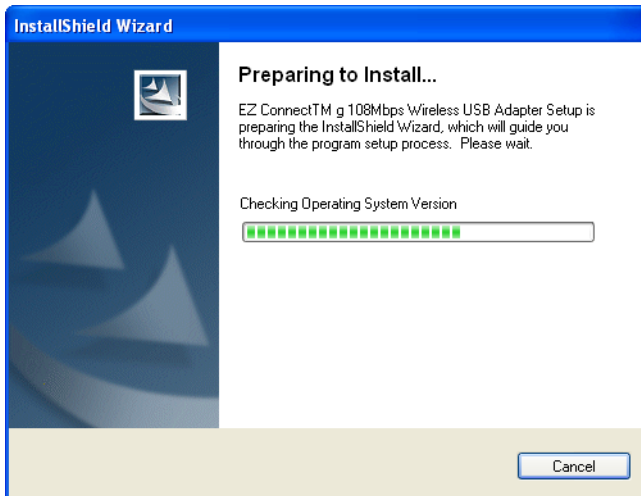 InstallShield Wizard
Preparing to Install...
EZ ConnectTM g 108Mbps Wireless USB Adapter Setup is
preparing the InstallShield Wizard, which will guide you
through the program setup process. Please wait.
Checking Operating System Version
Cancel